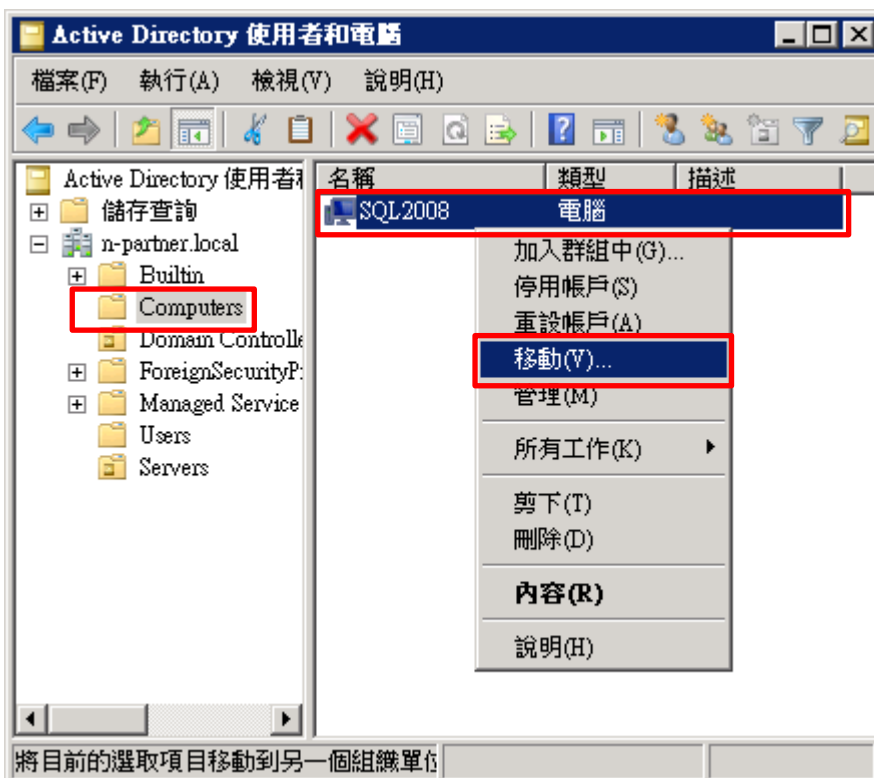 Active Directory 使用者和電腦
檔案(F) 執行(A) 檢視(V) 說明(H)
Active Directory 使用者
儲存查詢
n-partner.local
Builtin
Computers
Domain Controlle
ForeignSecurityP
Managed Service
Users
Servers
名稱 類型 描述
SQL2008 電腦
加入群組中(G)...
停用帳戶(S)
重設帳戶(A)
移動(V)...
管理(M)
所有工作(K)
剪下(T)
刪除(D)
內容(R)
說明(H)
將目前的選取項目移動到另一個組織單位